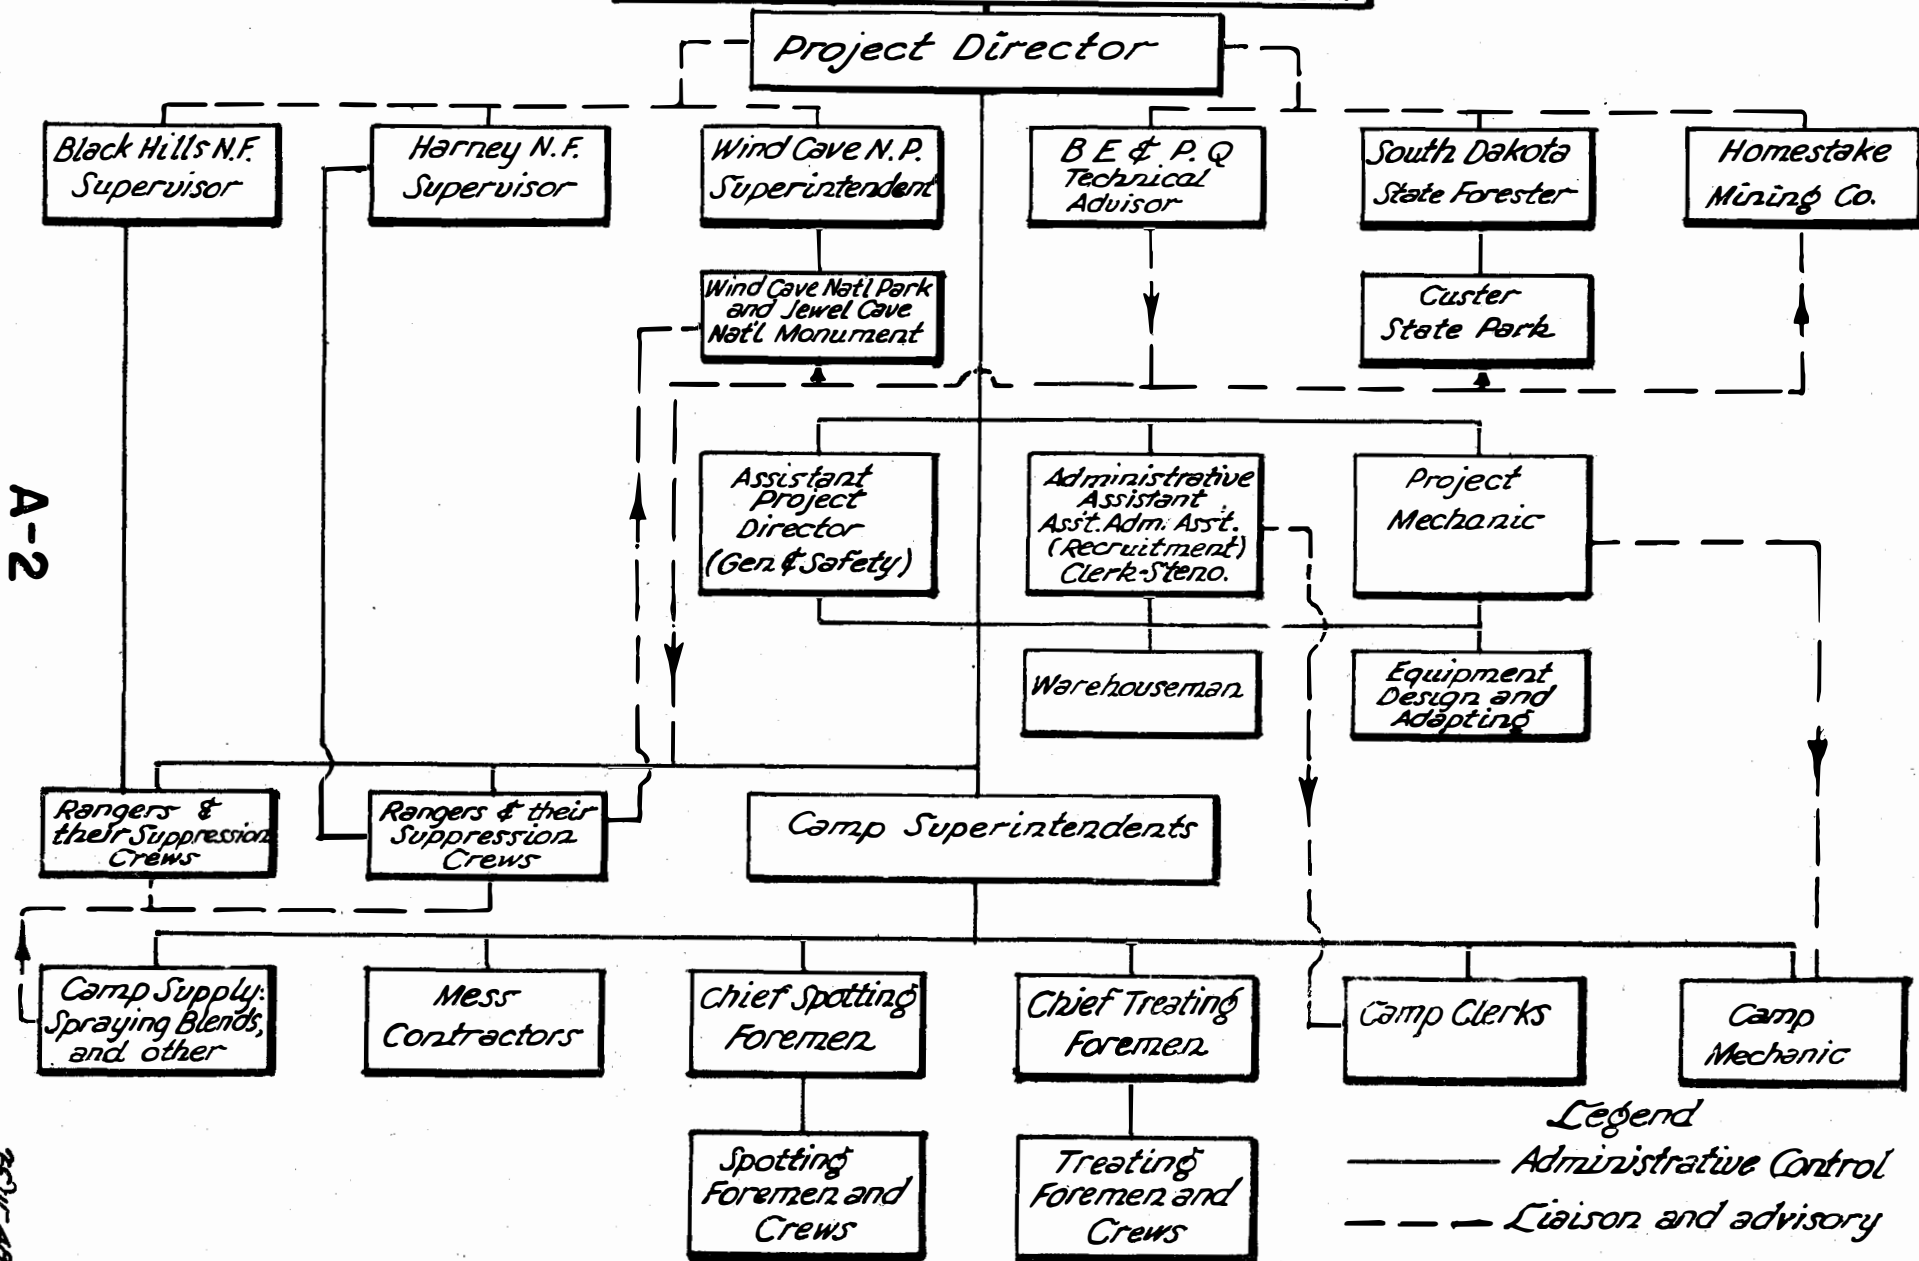 Project Director
Black Hills N.F.
Supervisor
Harney N.F.
Supervisor
Wind Cave N.P.
Superintendent
B E & P. Q
Technical
Advisor
South Dakota
State Forester
Homestake
Mining Co.
Wind Cave Nat'l Park
and Jewel Cave
Nat'l Monument
Custer
State Park
Assistant
Project
Director
(Gen & Safety)
Administrative
Assistant
Ass't. Adm. Ass't.
(Recruitment)
Clerk-Steno.
Project
Mechanic
A-2
Warehouseman
Equipment
Design and
Adapting
Rangers &
their Suppression
Crews
Rangers & their
Suppression
Crews
Camp Superintendents
Camp Supply:
Spraying Blends,
and other
Mess
Contractors
Chief Spotting
Foremen
Chief Treating
Foremen
Camp Clerks
Camp
Mechanic
Spotting
Foremen and
Crews
Treating
Foremen and
Crews
Legend
Administrative Control
Liaison and advisory